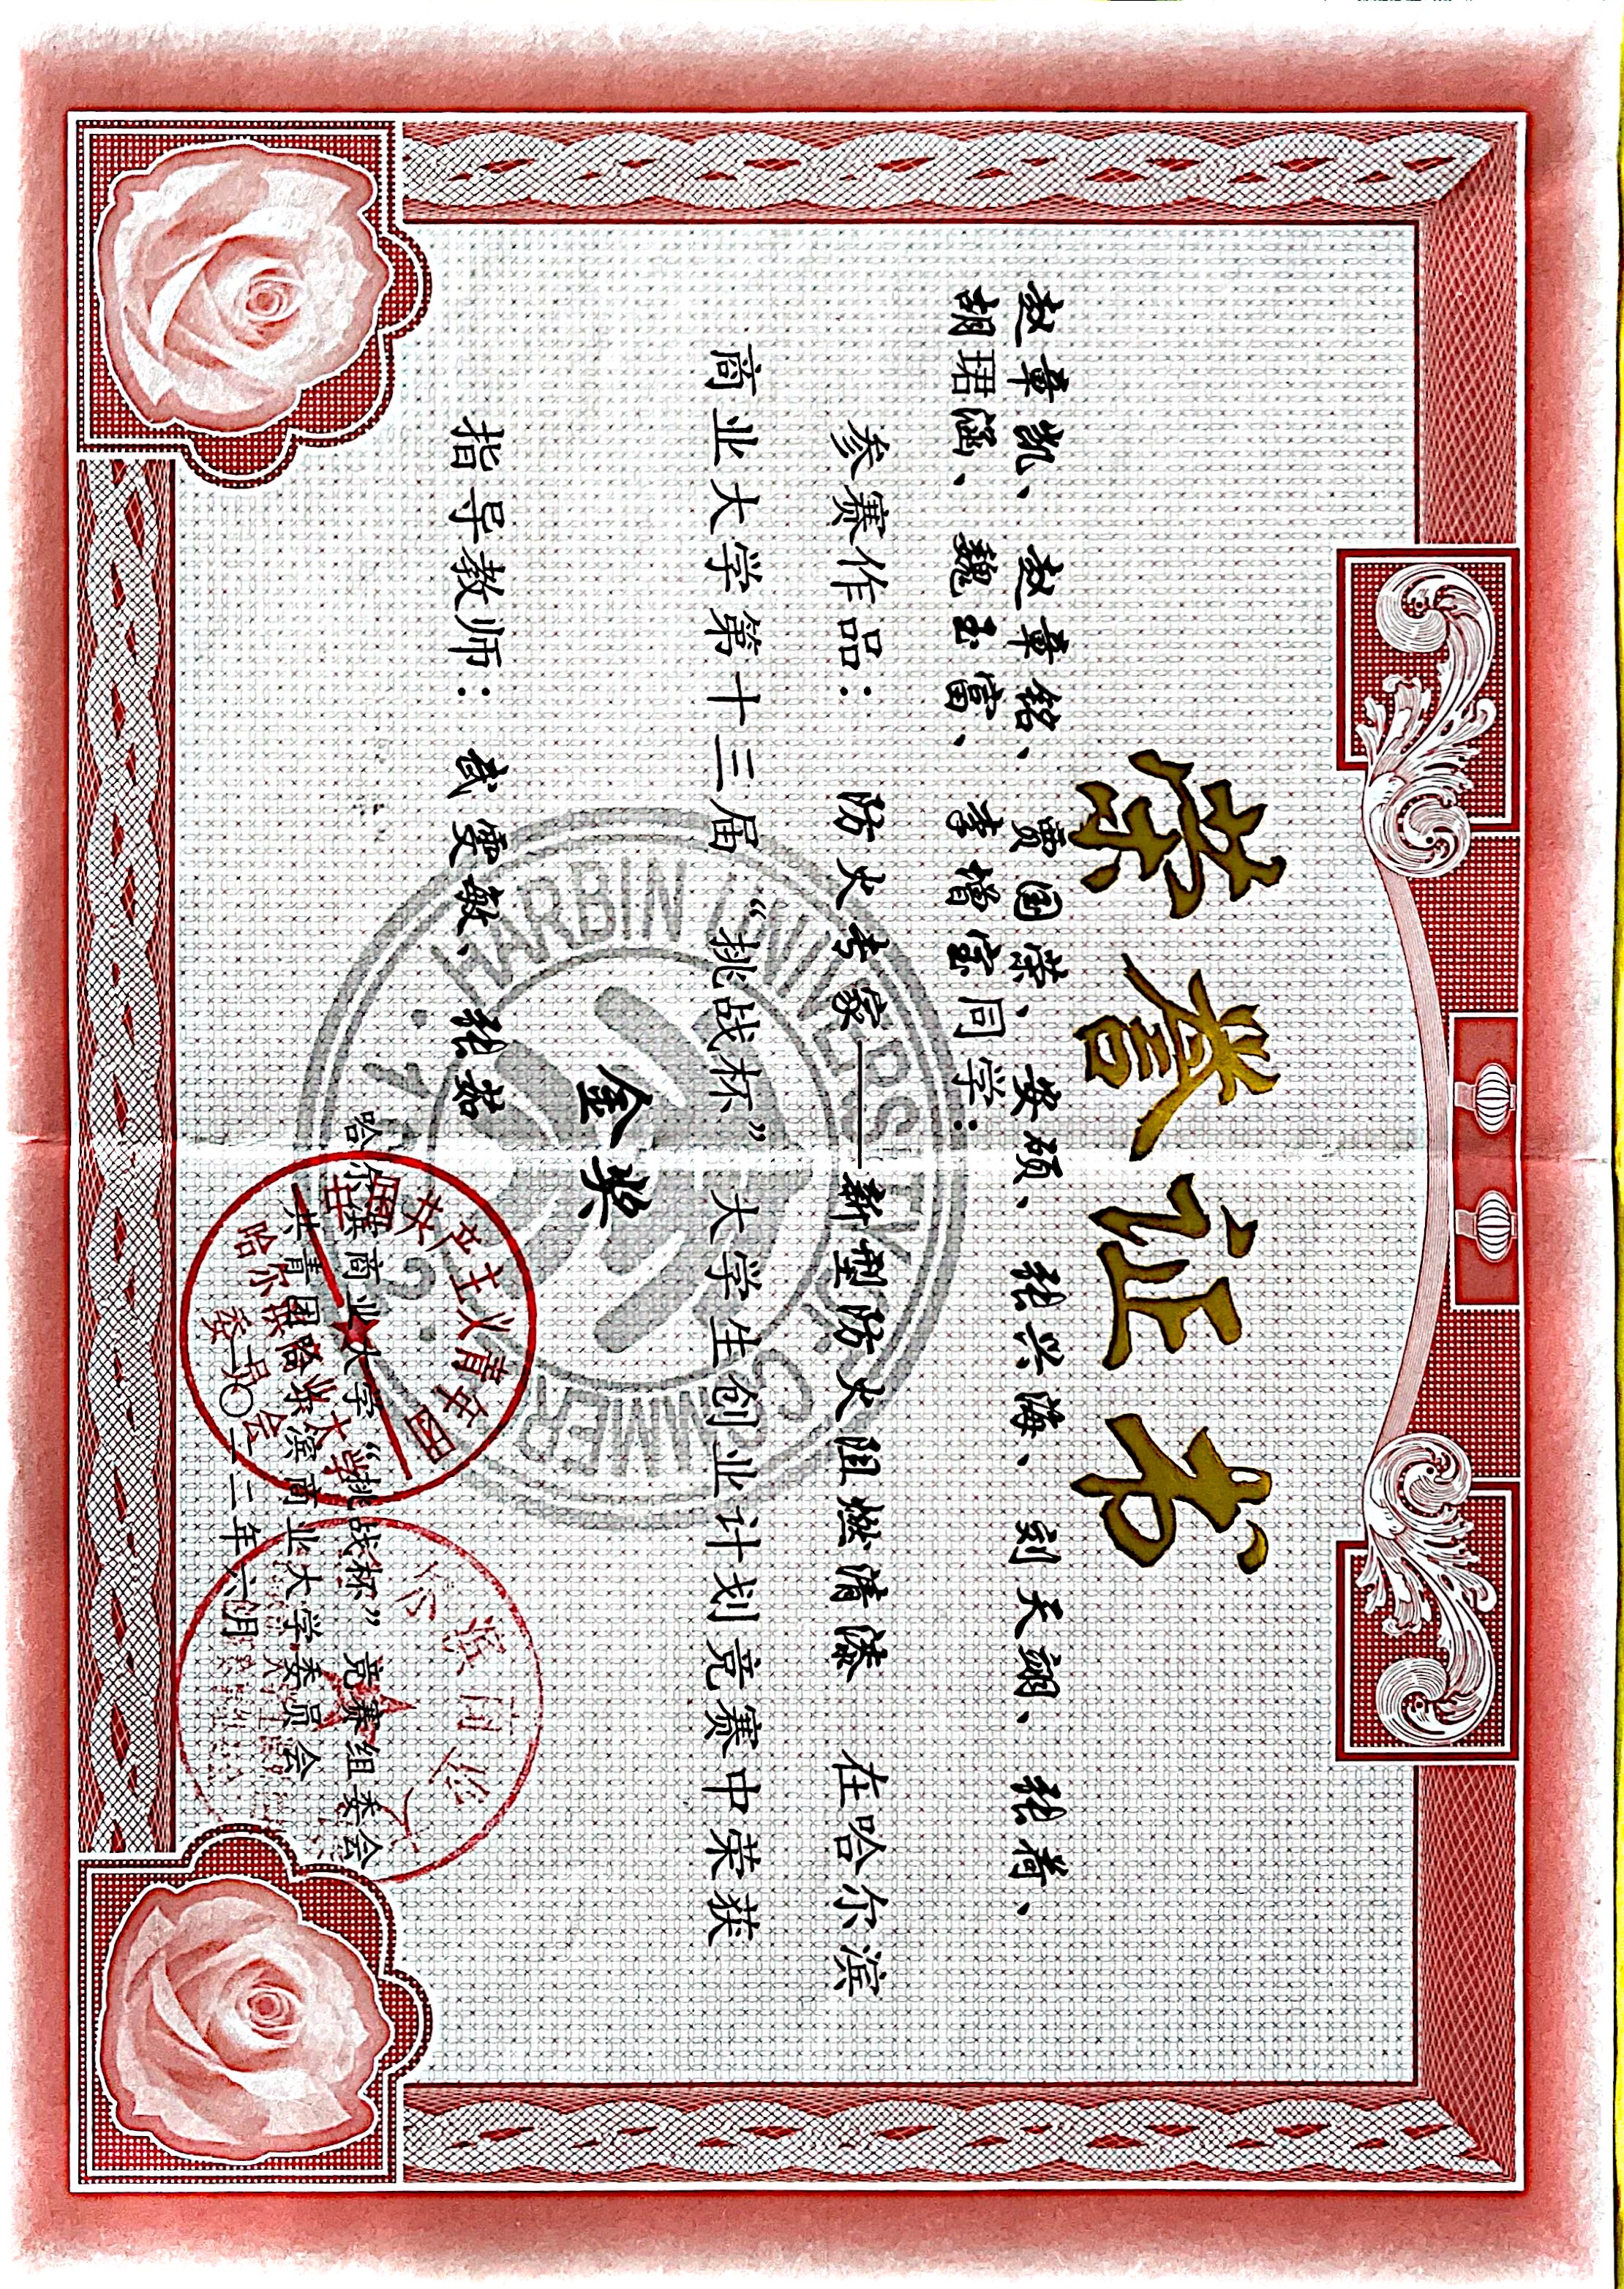 荣誉证书
赵章凯、赵章铭、贾国荣、安硕、张兴海、刘天翊、张荷、
胡珺涵、魏玉富、李增宝同学：
参赛作品： 防火专家——新型防火阻燃清漆 在哈尔滨
商业大学第十三届“挑战杯”大学生创业计划竞赛中荣获
金奖
指导教师：武雯敏、张茹
哈尔滨商业大学“挑战杯”竞赛组委会
共青团哈尔滨商业大学委员会
二〇二二年六月
HARBIN UNIVERSITY OF COMMERCE
中国共产主义青年团
哈尔滨商业大学
委员会
尔滨商业大